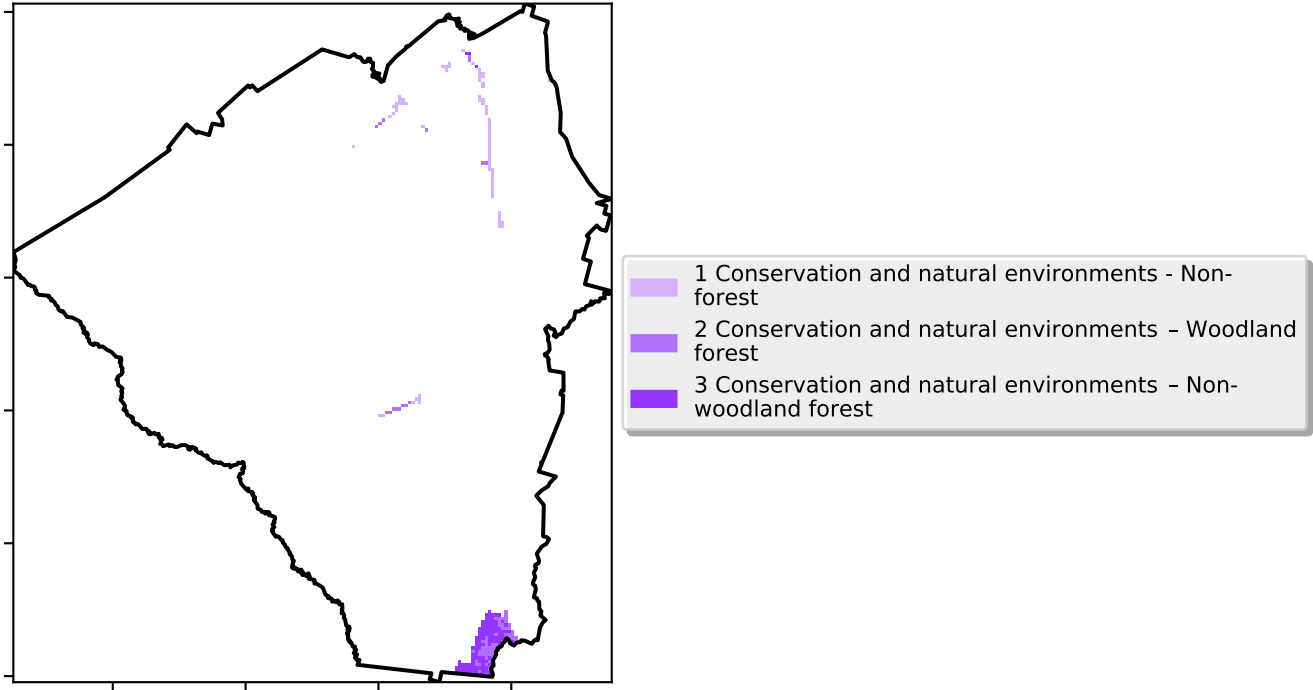 1 Conservation and natural environments - Non-
forest
2 Conservation and natural environments – Woodland
forest
3 Conservation and natural environments – Non-
woodland forest